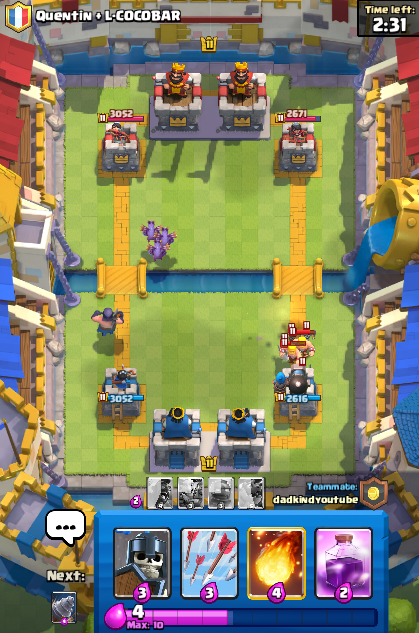 Quentin + L-COCOBAR
Time left:
2:31
3052
2671
3052
2616
Teammate:
dadkindyoutube
2
...
Next:
3
3
4
2
4
Max: 10